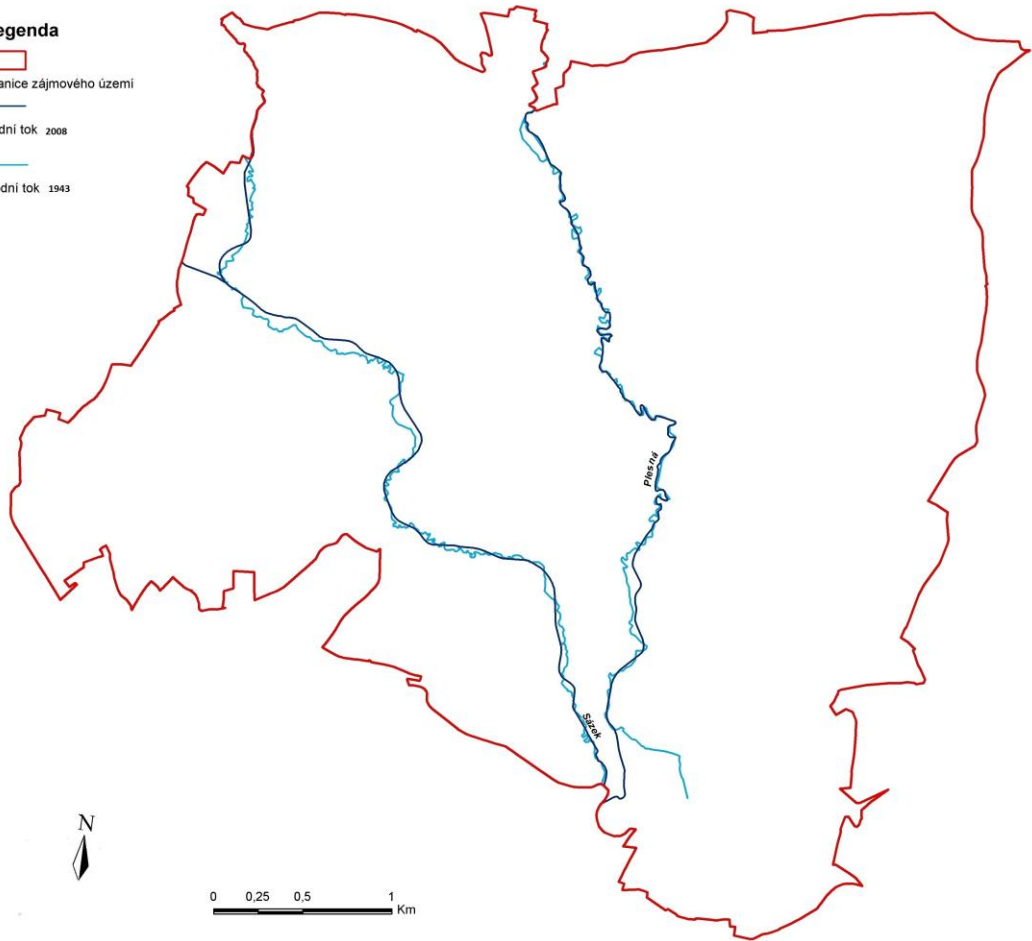 egenda
anice zájmového území
dní tok 2008
dní tok 1943
Plesná
Sázek
N
0 0,25 0,5 1
Km